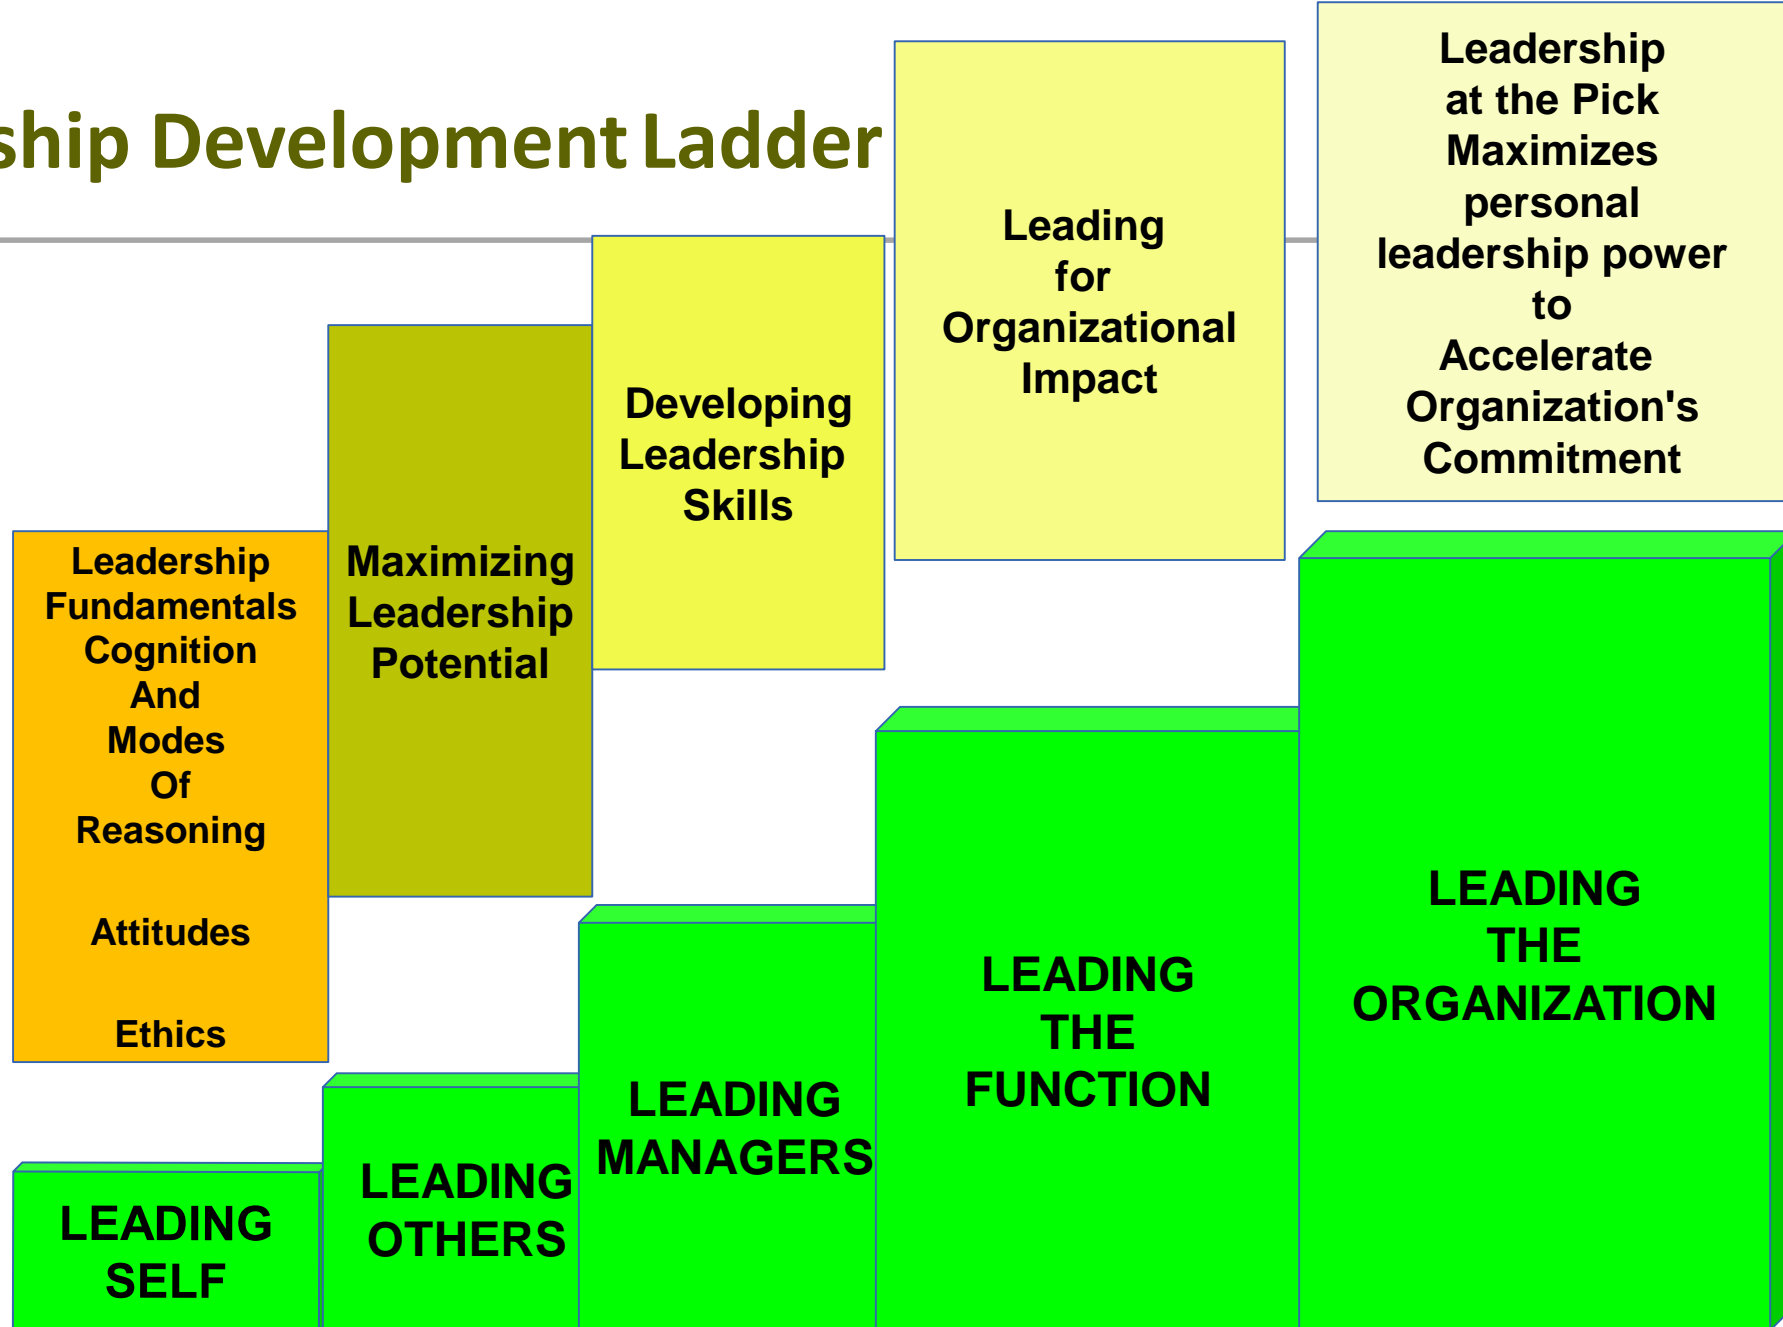 ship Development Ladder
Leadership
Fundamentals
Cognition
And
Modes
Of
Reasoning
Attitudes
Ethics
Maximizing
Leadership
Potential
Developing
Leadership
Skills
Leading
for
Organizational
Impact
Leadership
at the Pick
Maximizes
personal
leadership power
to
Accelerate
Organization's
Commitment
LEADING
SELF
LEADING
OTHERS
LEADING
MANAGERS
LEADING
THE
FUNCTION
LEADING
THE
ORGANIZATION